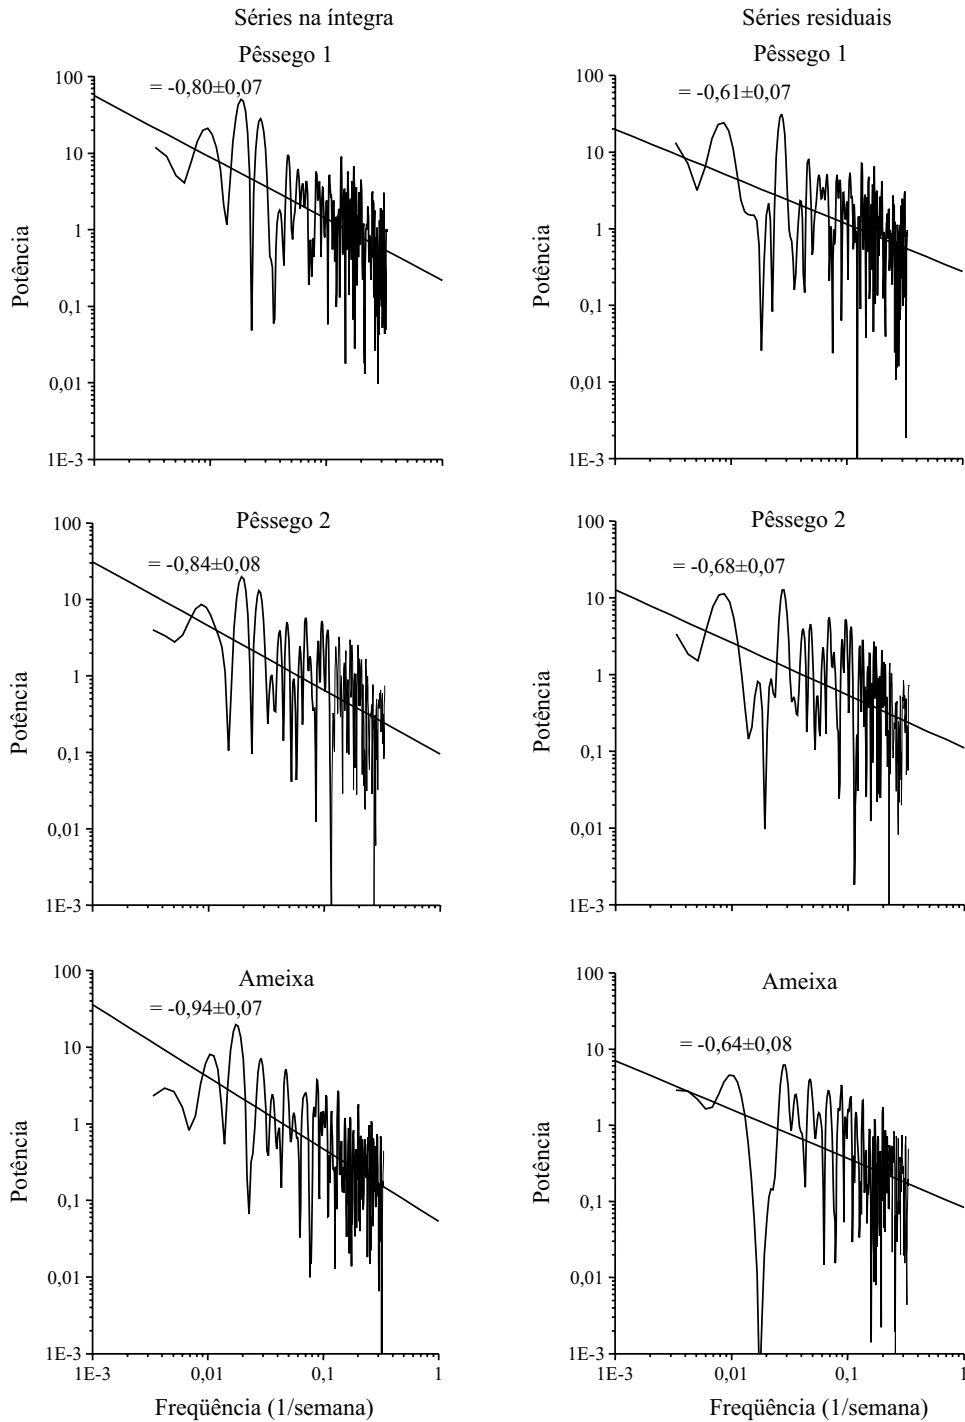 Séries na íntegra
Séries residuais
Pêssego 1
Pêssego 1
= -0,80±0,07
= -0,61±0,07
100
10
1
0,1
0,01
1E-3
Potência
100
10
1
0,1
0,01
1E-3
Potência
Pêssego 2
Pêssego 2
= -0,84±0,08
= -0,68±0,07
100
10
1
0,1
0,01
1E-3
Potência
100
10
1
0,1
0,01
1E-3
Potência
Ameixa
Ameixa
= -0,94±0,07
= -0,64±0,08
100
10
1
0,1
0,01
1E-3
Potência
1E-3 0,01 0,1 1
Freqüência (1/semana)
100
10
1
0,1
0,01
1E-3
Potência
1E-3 0,01 0,1 1
Freqüência (1/semana)